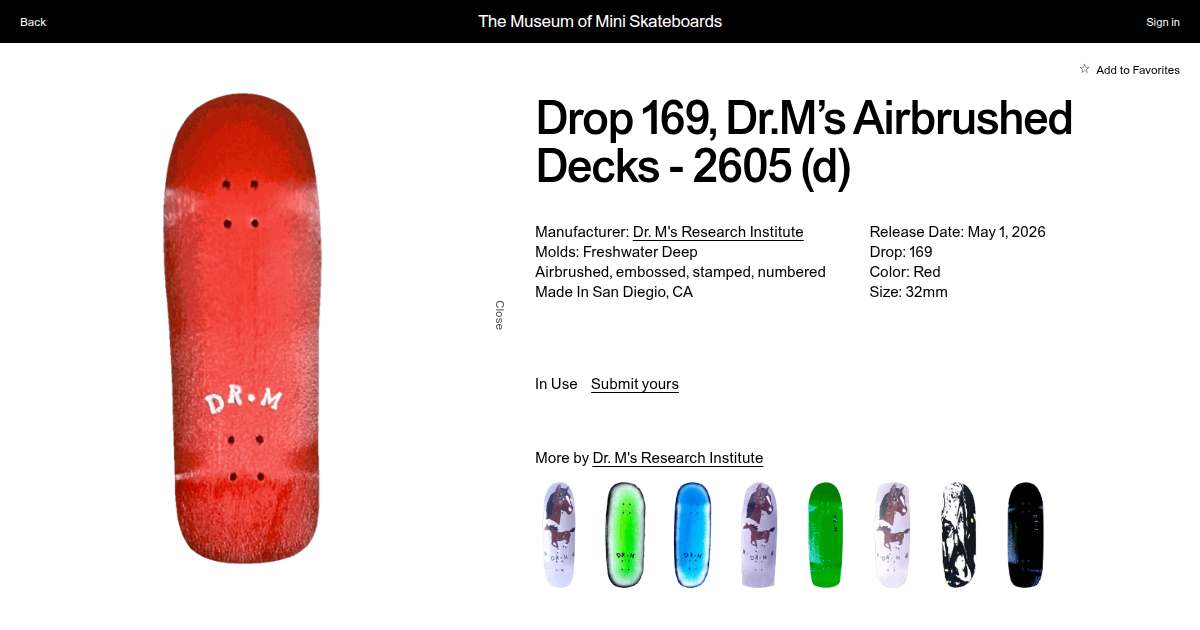 Back
The Museum of Mini Skateboards
Sign in
☆ Add to Favorites
Drop 169, Dr.M’s Airbrushed
Decks - 2605 (d)
Manufacturer: Dr. M's Research Institute
Molds: Freshwater Deep
Airbrushed, embossed, stamped, numbered
Made In San Diegio, CA
Release Date: May 1, 2026
Drop: 169
Color: Red
Size: 32mm
Close
DR•M
In Use Submit yours
More by Dr. M's Research Institute
DR•M
DR•M